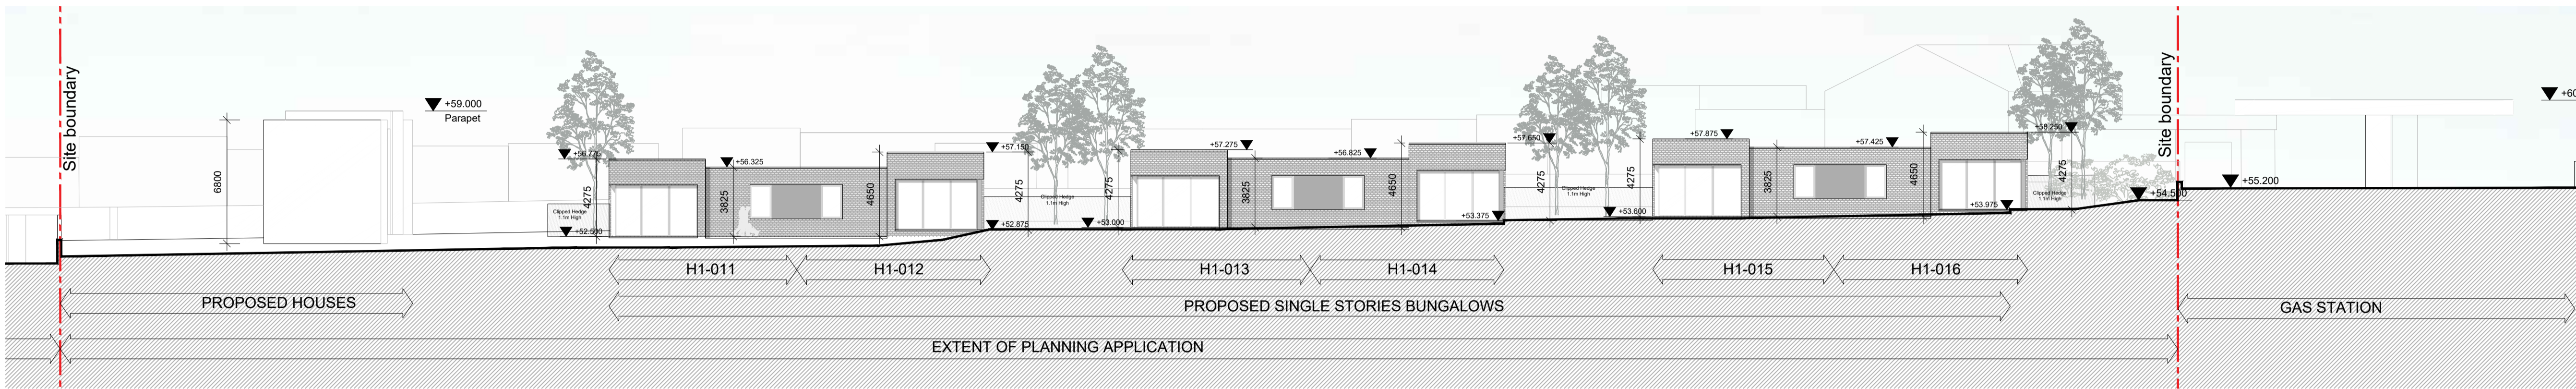 Site boundary
6800
+59.000
Parapet
+56.775
4275
Clipped Hedge
1.1m High
+52.500
+56.325
3825
4650
+57.150
4275
+52.875
Clipped Hedge
1.1m High
+53.000
4275
+57.275
3825
+56.825
4650
+57.650
4275
+53.375
Clipped Hedge
1.1m High
+53.600
4275
+57.875
3825
+57.425
4650
+58.250
4275
+53.975
Clipped Hedge
1.1m High
+54.500
Site boundary
+55.200
H1-011
H1-012
H1-013
H1-014
H1-015
H1-016
PROPOSED HOUSES
PROPOSED SINGLE STORIES BUNGALOWS
GAS STATION
EXTENT OF PLANNING APPLICATION